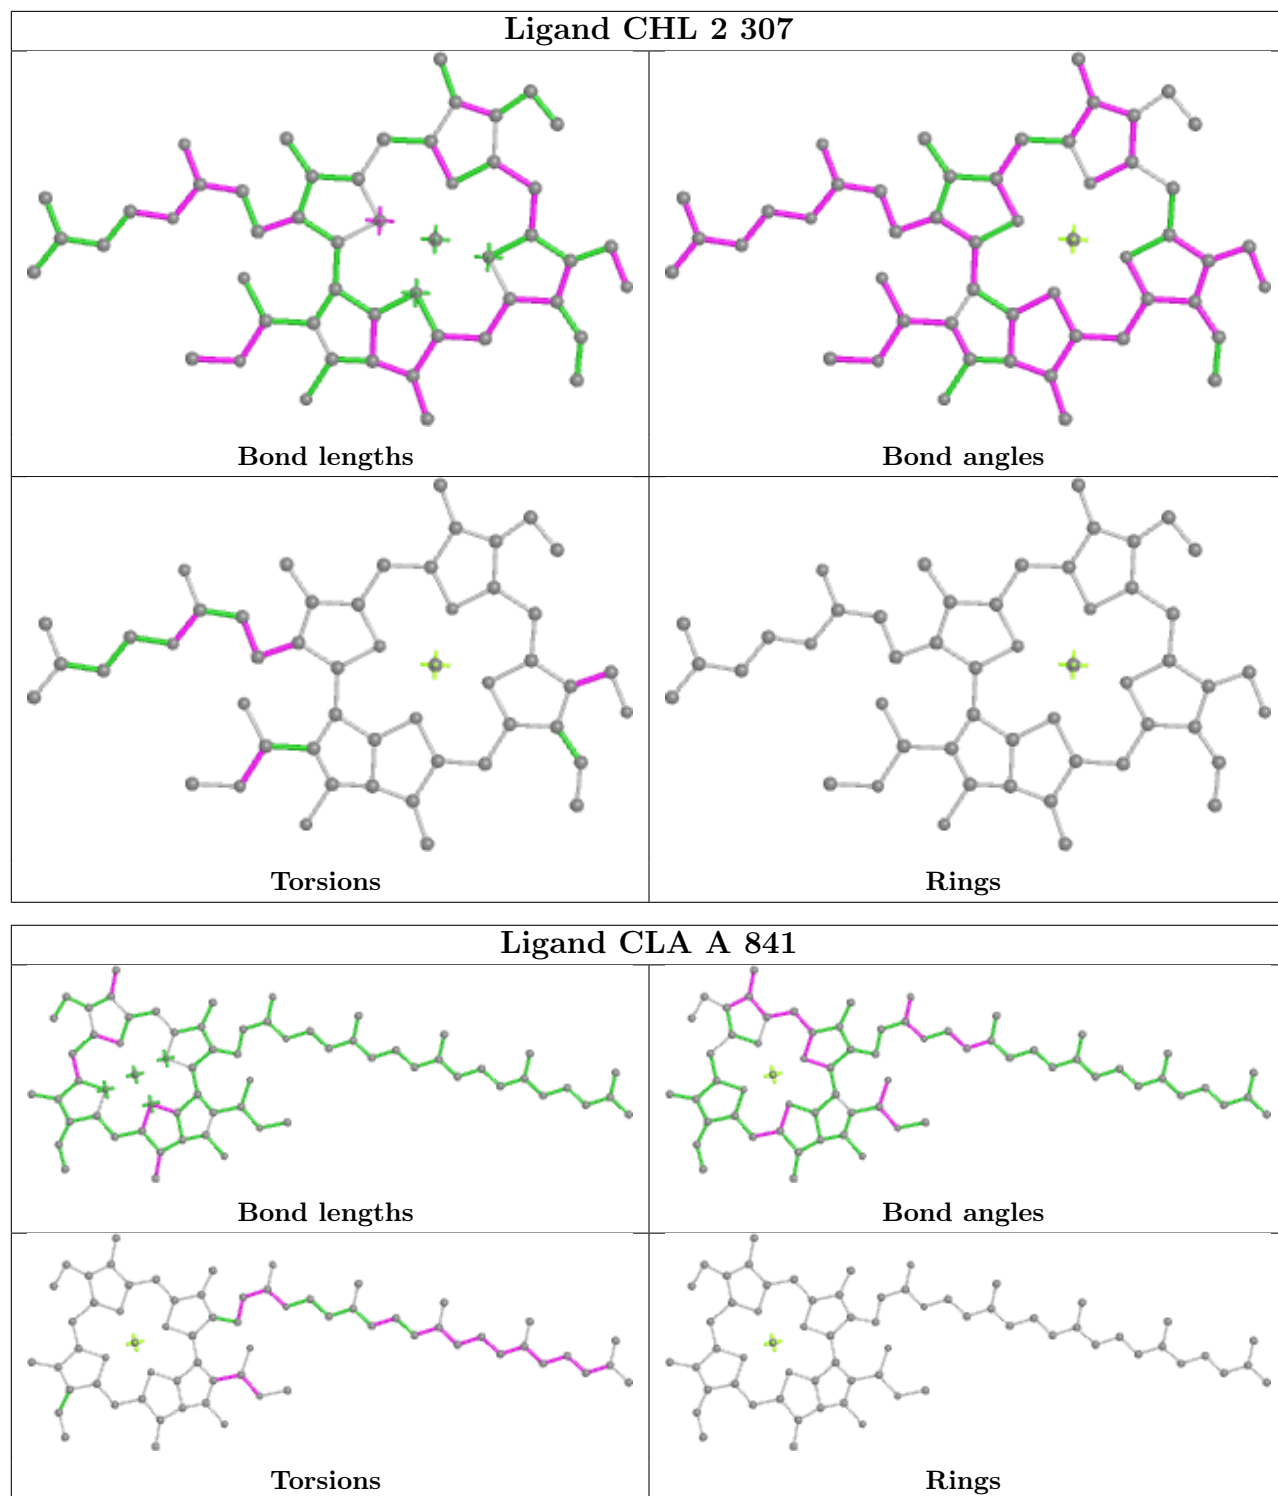 Ligand CHL 2 307
Bond lengths
Bond angles
Torsions
Rings
Ligand CLA A 841
Bond lengths
Bond angles
Torsions
Rings